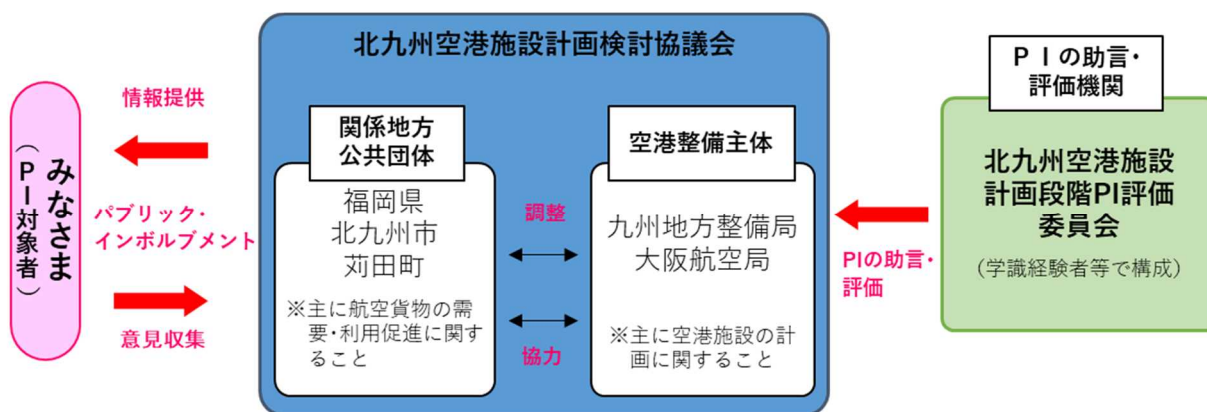 北九州空港施設計画検討協議会
情報提供
みなさま
(PI対象者)
パブリック・
インボルブメント
意見収集
関係地方
公共団体
福岡県
北九州市
苅田町
※主に航空貨物の需
要・利用促進に関す
ること
調整
協力
空港整備主体
九州地方整備局
大阪航空局
※主に空港施設の計
画に関すること
PIの助言・
評価
ＰＩの助言・
評価機関
北九州空港施設
計画段階PI評価
委員会
(学識経験者等で構成)